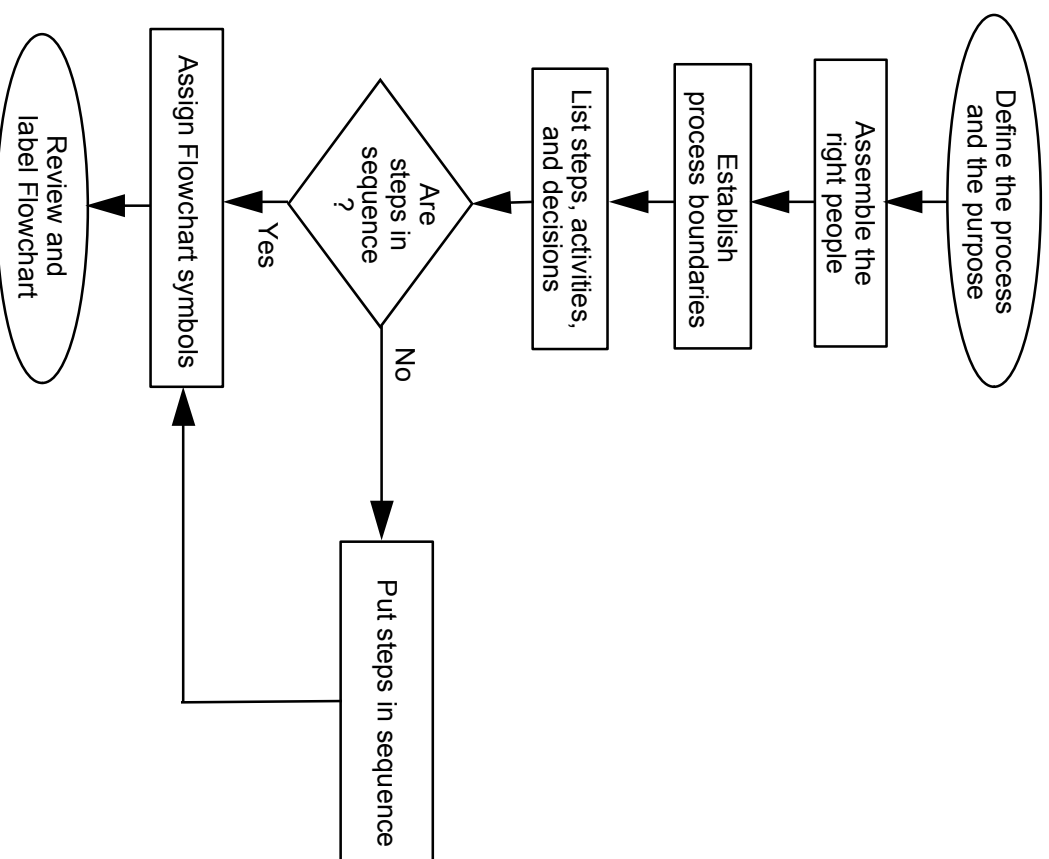 Define the process
and the purpose
Assemble the
right people
Establish
process boundaries
List steps, activities,
and decisions
Are
steps in
sequence
?
No
Yes
Put steps in sequence
Assign Flowchart symbols
Review and
label Flowchart